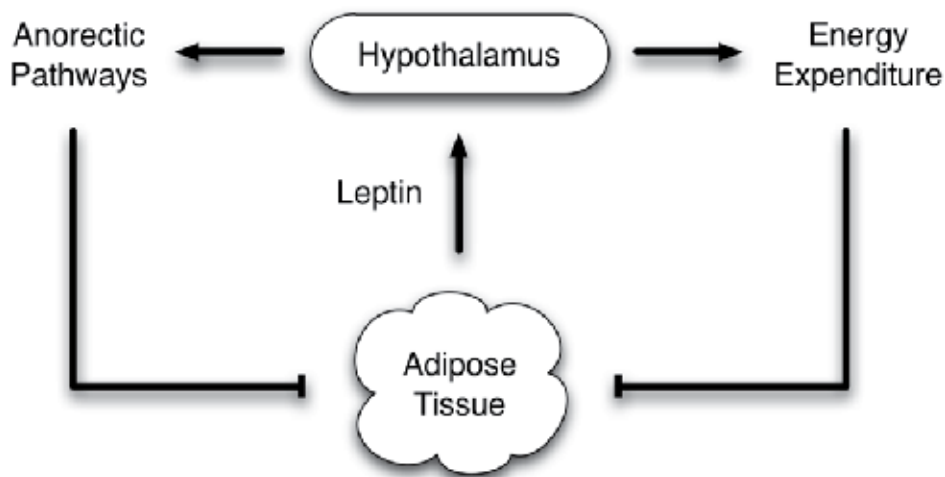 Anorectic
Pathways
Hypothalamus
Energy
Expenditure
Leptin
Adipose
Tissue